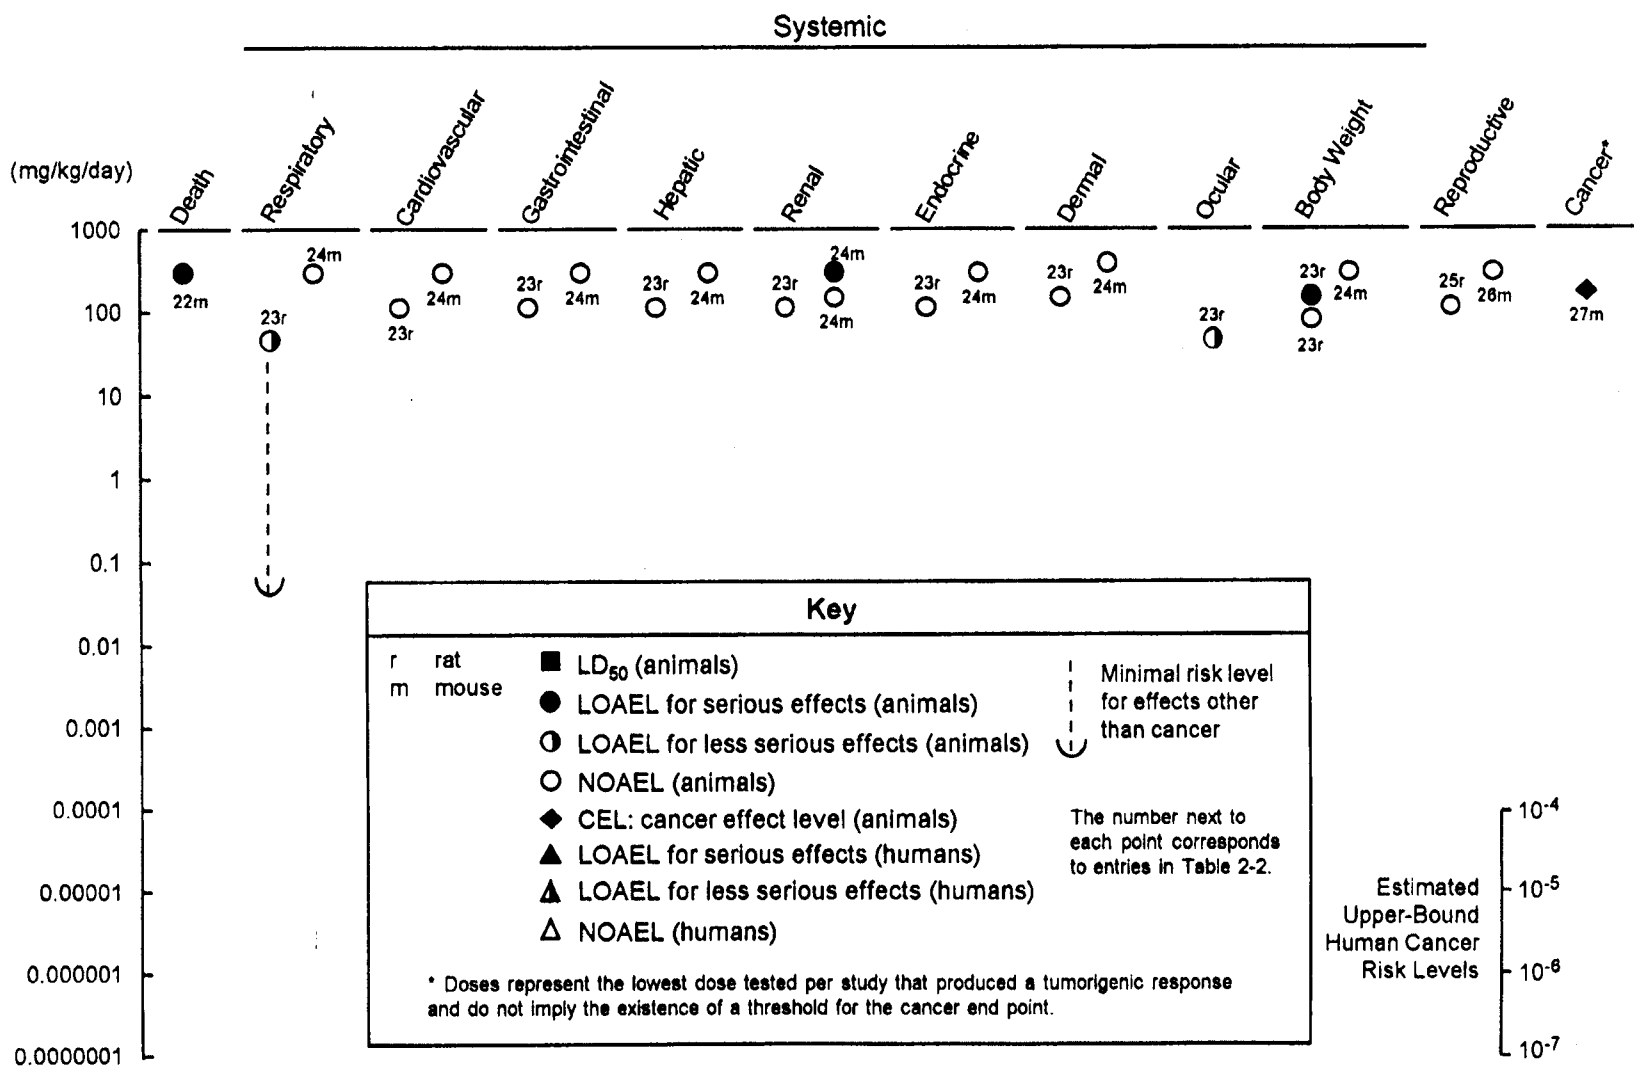 Systemic
(mg/kg/day)
Death
Respiratory
Cardiovascular
Gastrointestinal
Hepatic
Renal
Endocrine
Dermal
Ocular
Body Weight
Reproductive
Cancer*
1000
100
10
1
0.1
0.01
0.001
0.0001
0.00001
0.000001
0.0000001
22m
23r
24m
23r
24m
23r
24m
23r
24m
23r
24m
24m
23r
24m
23r
24m
23r
23r
23r
24m
25r
26m
27m
Key
r rat
m mouse
LD50 (animals)
LOAEL for serious effects (animals)
LOAEL for less serious effects (animals)
NOAEL (animals)
CEL: cancer effect level (animals)
LOAEL for serious effects (humans)
LOAEL for less serious effects (humans)
NOAEL (humans)
Minimal risk level
for effects other
than cancer
The number next to
each point corresponds
to entries in Table 2-2.
* Doses represent the lowest dose tested per study that produced a tumorigenic response
and do not imply the existence of a threshold for the cancer end point.
Estimated
Upper-Bound
Human Cancer
Risk Levels
10-4
10-5
10-6
10-7